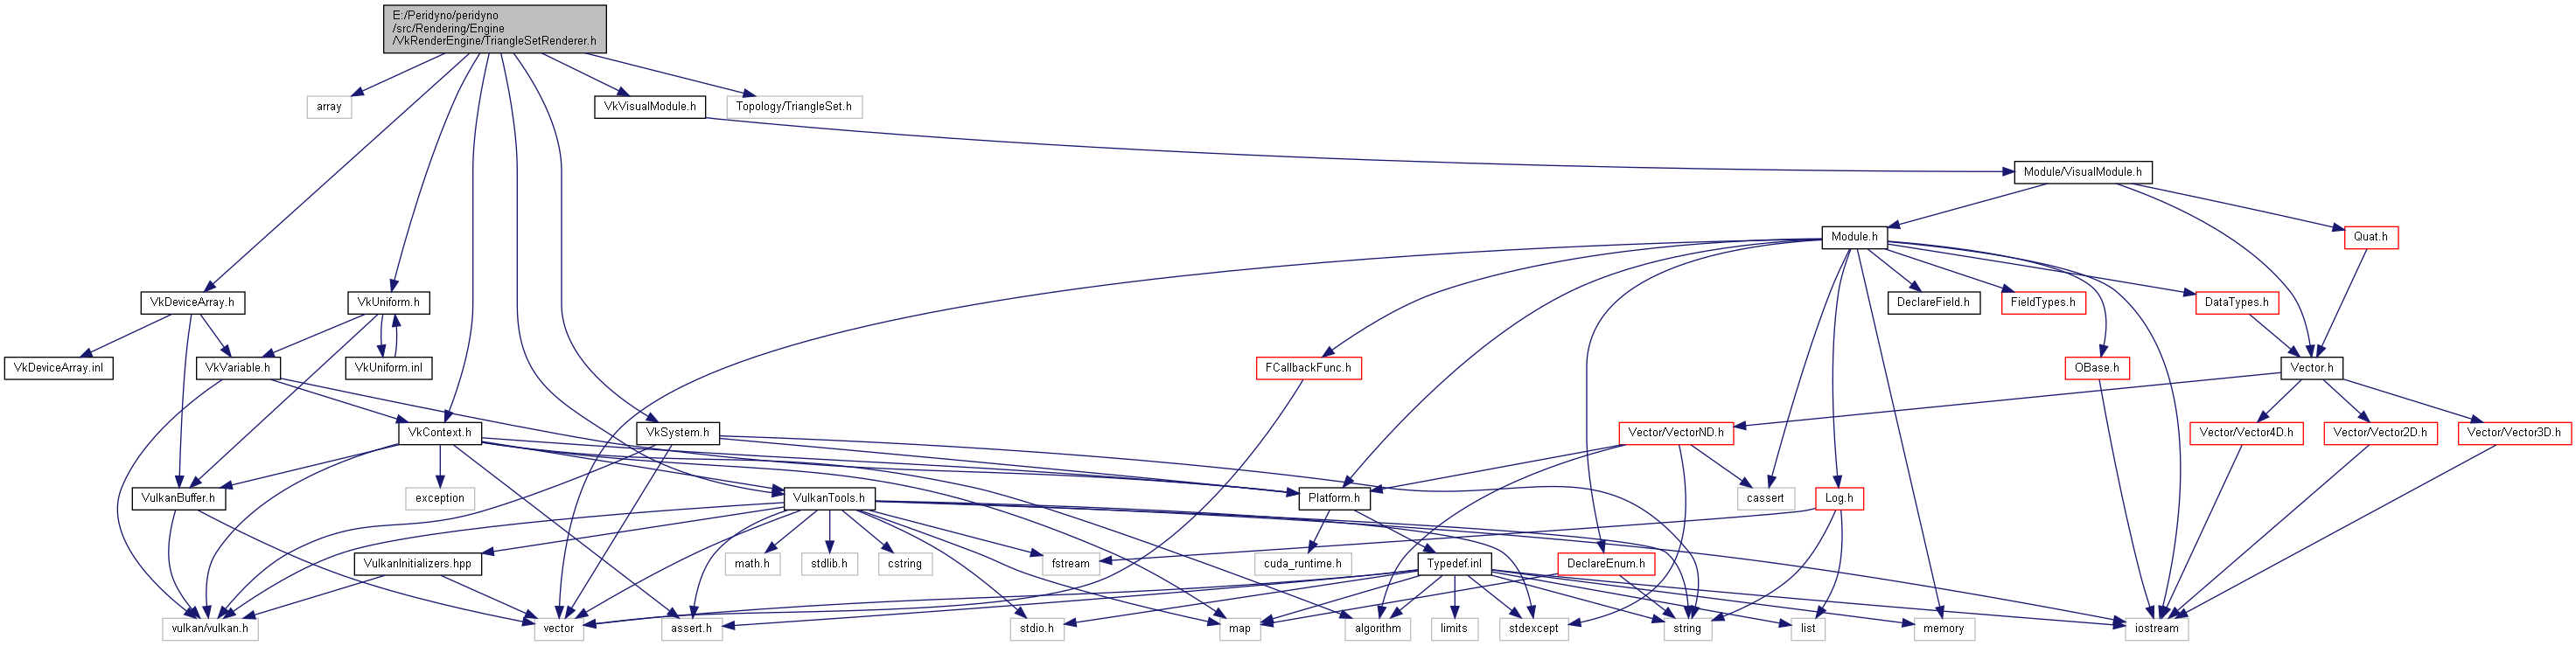 E:/Peridyno/peridyno
/src/Rendering/Engine
/VkRenderEngine/TriangleSetRenderer.h
array
VkVisualModule.h
Topology/TriangleSet.h
Module/VisualModule.h
Module.h
Quat.h
VkDeviceArray.h
VkUniform.h
DeclareField.h
FieldTypes.h
DataTypes.h
VkDeviceArray.inl
VkVariable.h
VkUniform.inl
FCallbackFunc.h
OBase.h
Vector.h
VkContext.h
VkSystem.h
Vector/VectorND.h
Vector/Vector4D.h
Vector/Vector2D.h
Vector/Vector3D.h
VulkanBuffer.h
exception
VulkanTools.h
Platform.h
cassert
Log.h
VulkanInitializers.hpp
math.h
stdlib.h
cstring
fstream
cuda_runtime.h
Typedef.inl
DeclareEnum.h
vulkan/vulkan.h
vector
assert.h
stdio.h
map
algorithm
limits
stdexcept
string
list
memory
iostream